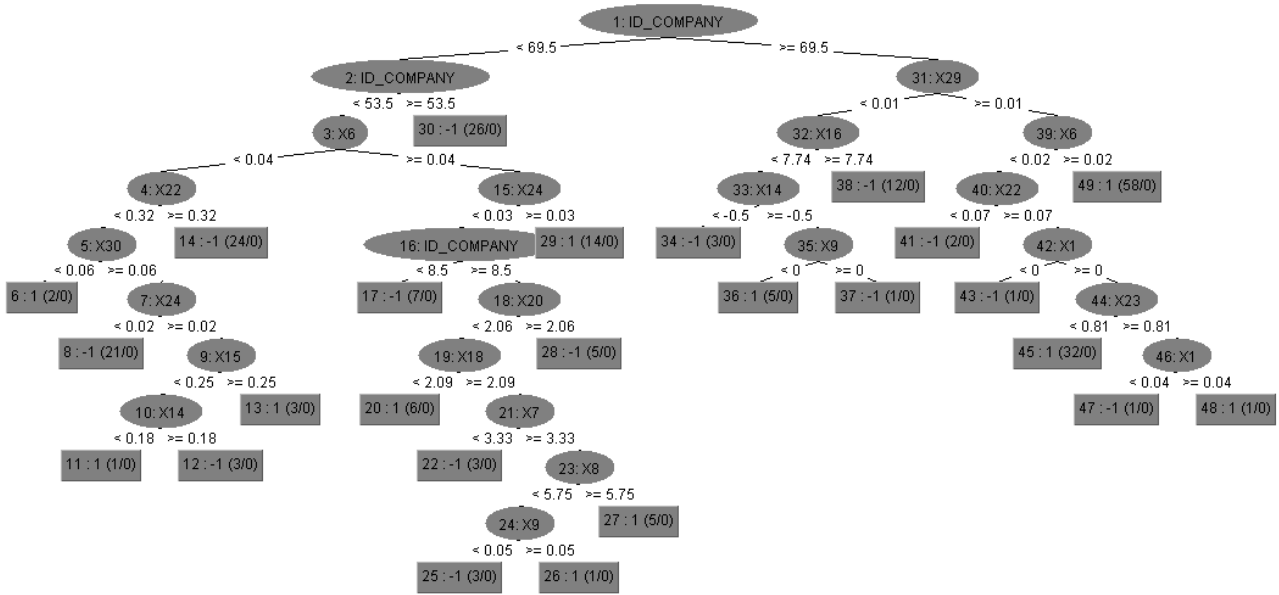 1: ID_COMPANY
< 69.5 >= 69.5
2: ID_COMPANY 31: X29
< 53.5 >= 53.5 < 0.01 >= 0.01
3: X6 30 : -1 (26/0) 32: X16 39: X6
< 0.04 >= 0.04 < 7.74 >= 7.74 < 0.02 >= 0.02
4: X22 15: X24 33: X14 38 : -1 (12/0) 40: X22 49 : 1 (58/0)
< 0.32 >= 0.32 < 0.03 >= 0.03 < -0.5 >= -0.5 < 0.07 >= 0.07
5: X30 14 : -1 (24/0) 16: ID_COMPANY 29 : 1 (14/0) 34 : -1 (3/0) 35: X9 41 : -1 (2/0) 42: X1
< 0.06 >= 0.06 < 8.5 >= 8.5 < 0 >= 0 < 0 >= 0
6 : 1 (2/0) 7: X24 17 : -1 (7/0) 18: X20 36 : 1 (5/0) 37 : -1 (1/0) 43 : -1 (1/0) 44: X23
< 0.02 >= 0.02 < 2.06 >= 2.06 < 0.81 >= 0.81
8 : -1 (21/0) 9: X15 19: X18 28 : -1 (5/0) 45 : 1 (32/0) 46: X1
< 0.25 >= 0.25 < 2.09 >= 2.09 < 0.04 >= 0.04
10: X14 13 : 1 (3/0) 20 : 1 (6/0) 21: X7 47 : -1 (1/0) 48 : 1 (1/0)
< 0.18 >= 0.18 < 3.33 >= 3.33
11 : 1 (1/0) 12 : -1 (3/0) 22 : -1 (3/0) 23: X8
< 5.75 >= 5.75
24: X9 27 : 1 (5/0)
< 0.05 >= 0.05
25 : -1 (3/0) 26 : 1 (1/0)